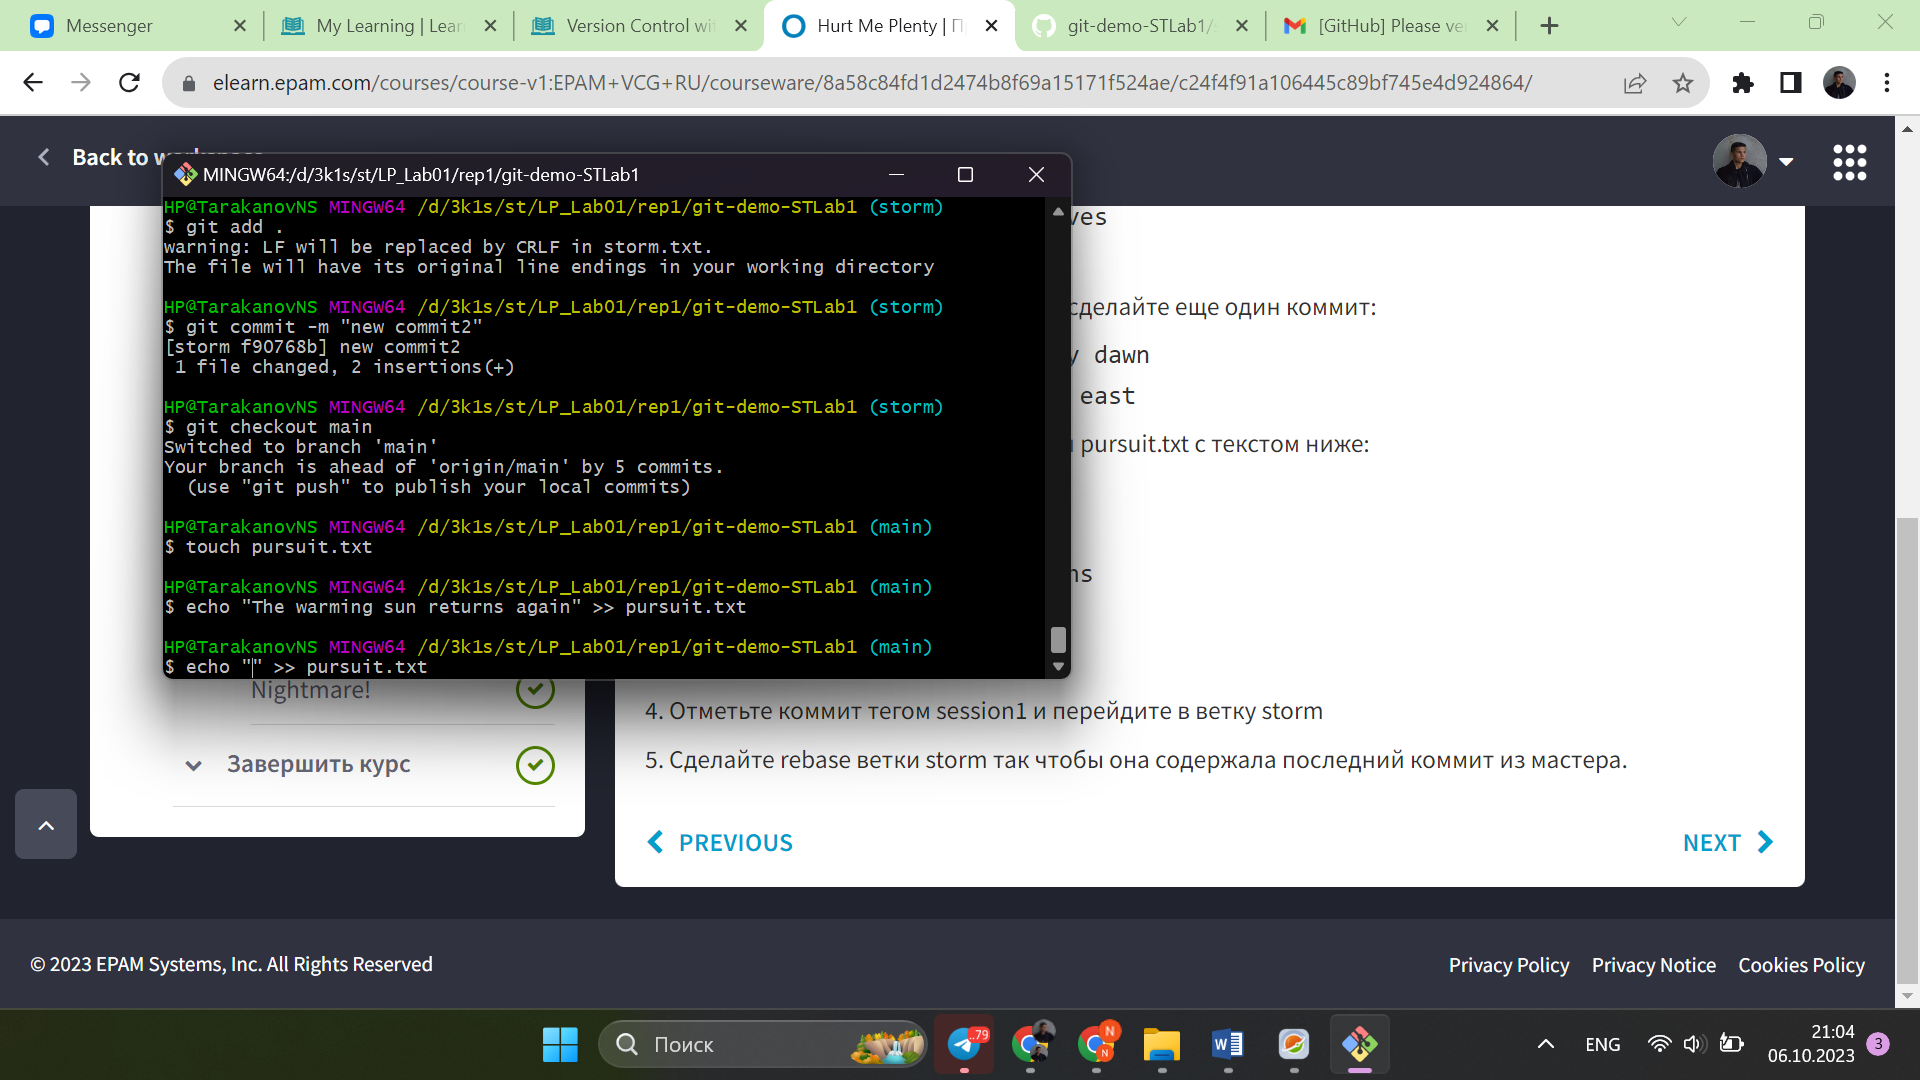 Messenger
My Learning | Lear
Version Control wi
Hurt Me Plenty | П
git-demo-STLab1/
[GitHub] Please ve
elearn.epam.com/courses/course-v1:EPAM+VCG+RU/courseware/8a58c84fd1d2474b8f69a15171f524ae/c24f4f91a106445c89bf745e4d924864/
Back to
MINGW64:/d/3k1s/st/LP_Lab01/rep1/git-demo-STLab1
HP@TarakanovNS MINGW64 /d/3k1s/st/LP_Lab01/rep1/git-demo-STLab1 (storm)
$ git add .
warning: LF will be replaced by CRLF in storm.txt.
The file will have its original line endings in your working directory
HP@TarakanovNS MINGW64 /d/3k1s/st/LP_Lab01/rep1/git-demo-STLab1 (storm)
$ git commit -m "new commit2"
[storm f90768b] new commit2
1 file changed, 2 insertions(+)
HP@TarakanovNS MINGW64 /d/3k1s/st/LP_Lab01/rep1/git-demo-STLab1 (storm)
$ git checkout main
Switched to branch 'main'
Your branch is ahead of 'origin/main' by 5 commits.
(use "git push" to publish your local commits)
HP@TarakanovNS MINGW64 /d/3k1s/st/LP_Lab01/rep1/git-demo-STLab1 (main)
$ touch pursuit.txt
HP@TarakanovNS MINGW64 /d/3k1s/st/LP_Lab01/rep1/git-demo-STLab1 (main)
$ echo "The warming sun returns again" >> pursuit.txt
HP@TarakanovNS MINGW64 /d/3k1s/st/LP_Lab01/rep1/git-demo-STLab1 (main)
$ echo "" >> pursuit.txt
ves
сделайте еще один коммит:
y dawn
east
pursuit.txt с текстом ниже:
ns
Nightmare!
Завершить курс
4. Отметьте коммит тегом session1 и перейдите в ветку storm
5. Сделайте rebase ветки storm так чтобы она содержала последний коммит из мастера.
PREVIOUS
NEXT
© 2023 EPAM Systems, Inc. All Rights Reserved
Privacy Policy Privacy Notice Cookies Policy
Поиск
..79
N
N
W
ENG
21:04
06.10.2023
3